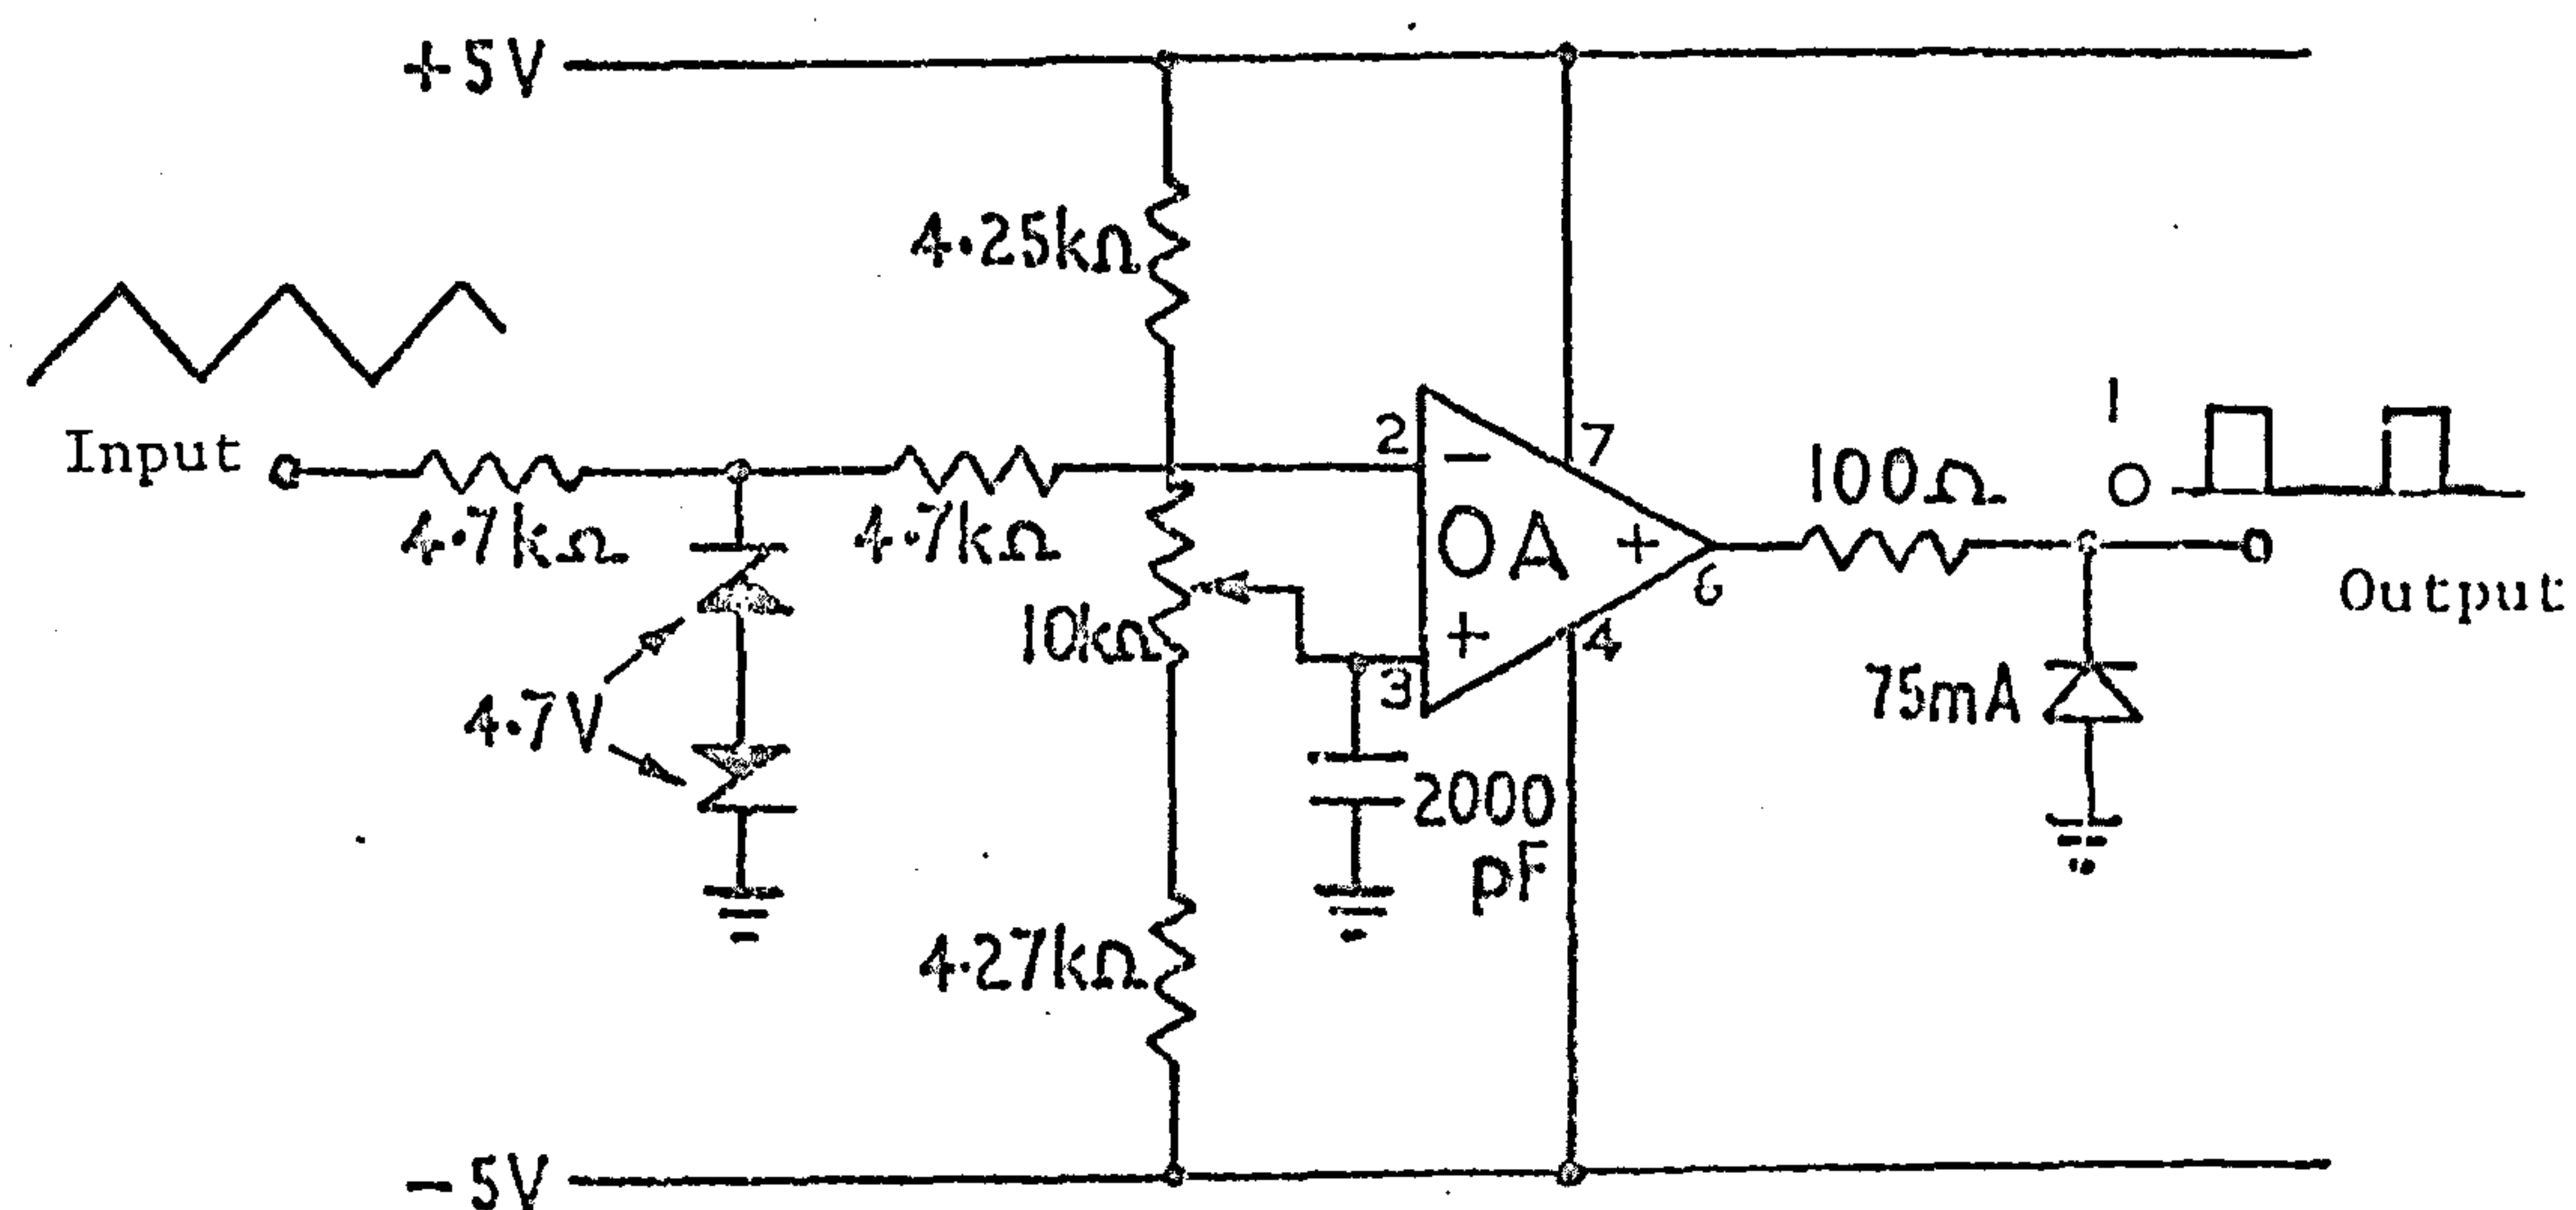 +5V
4.25kΩ
Input
4.7kΩ
4.7kΩ
4.7V
10kΩ
2
−
OA
+
+
3
7
6
4
2000
pF
100Ω
1
0
Output
75mA
4.27kΩ
−5V